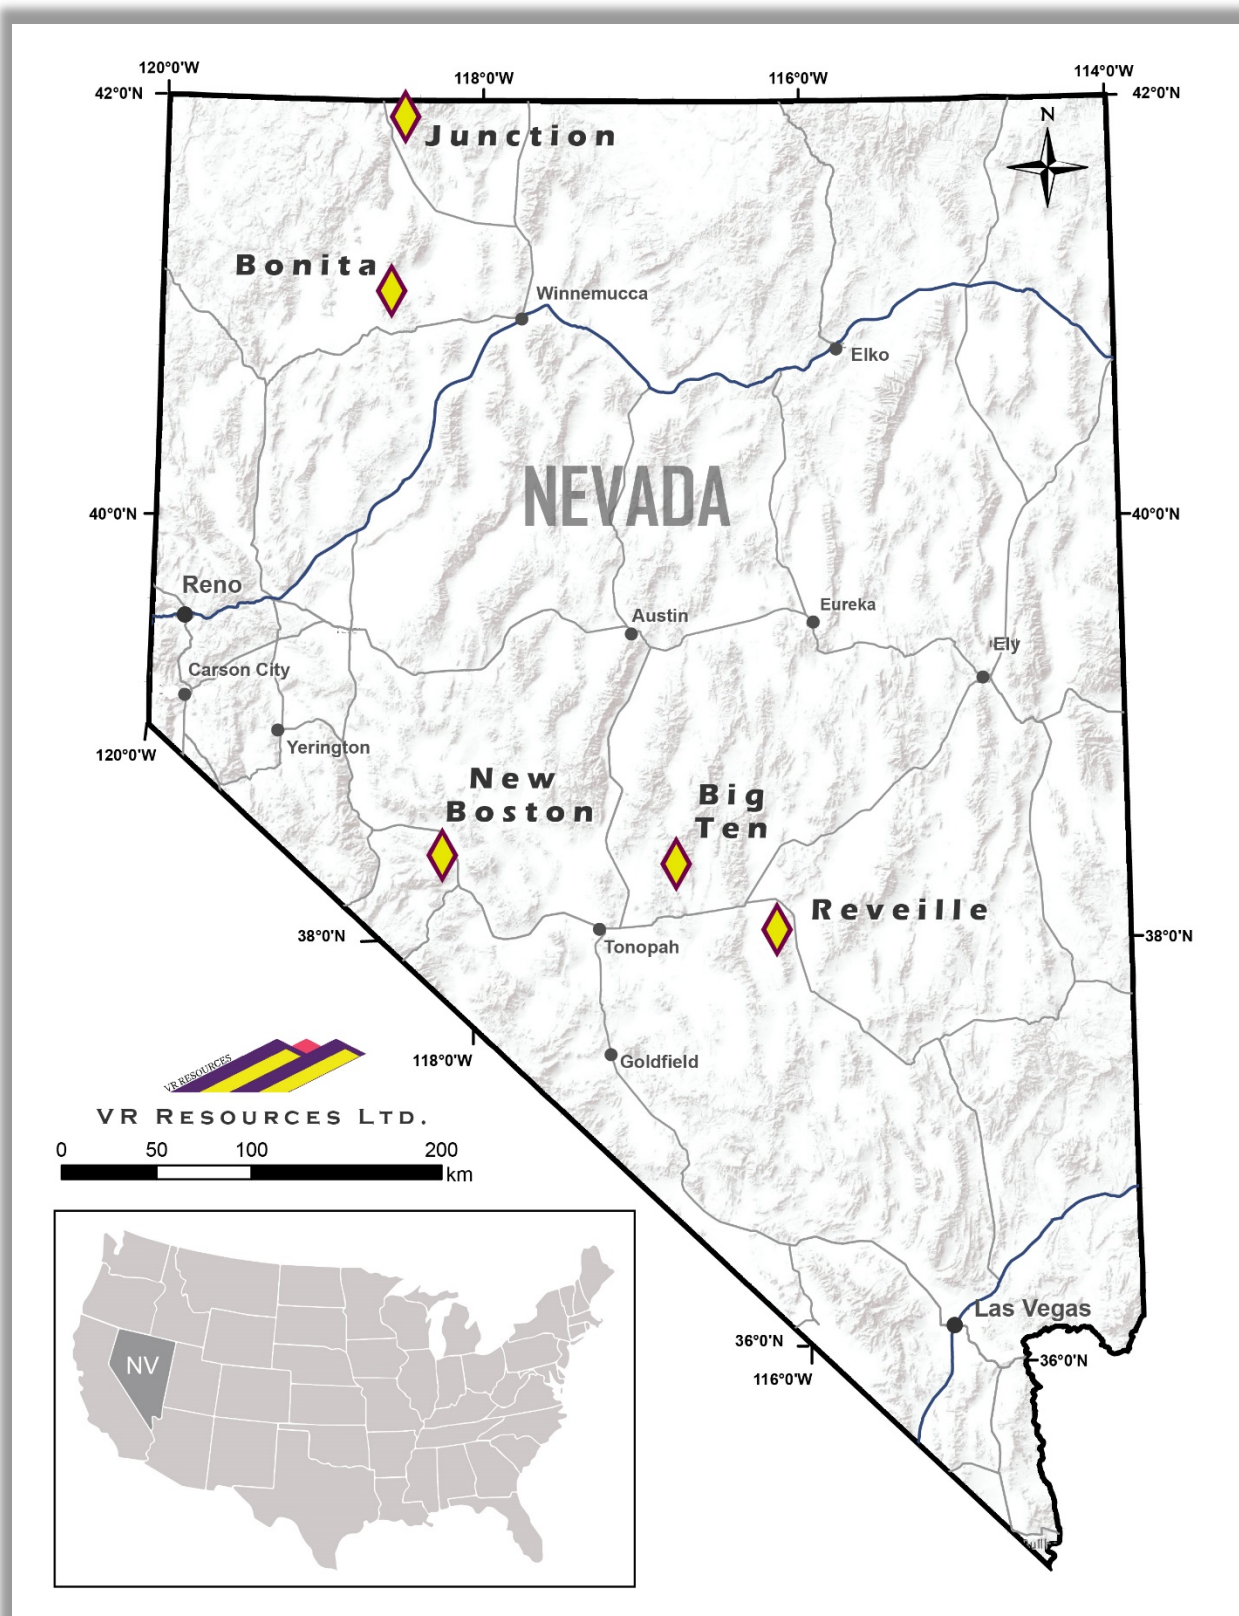 120°0'W
118°0'W
116°0'W
114°0'W
42°0'N
42°0'N
N
Junction
Bonita
Winnemucca
Elko
NEVADA
40°0'N
40°0'N
Reno
Austin
Eureka
Ely
Carson City
Yerington
120°0'W
New
Boston
Big
Ten
Reveille
38°0'N
38°0'N
Tonopah
Goldfield
118°0'W
VR RESOURCES
VR RESOURCES LTD.
0 50 100 200
km
Las Vegas
36°0'N
36°0'N
116°0'W
NV